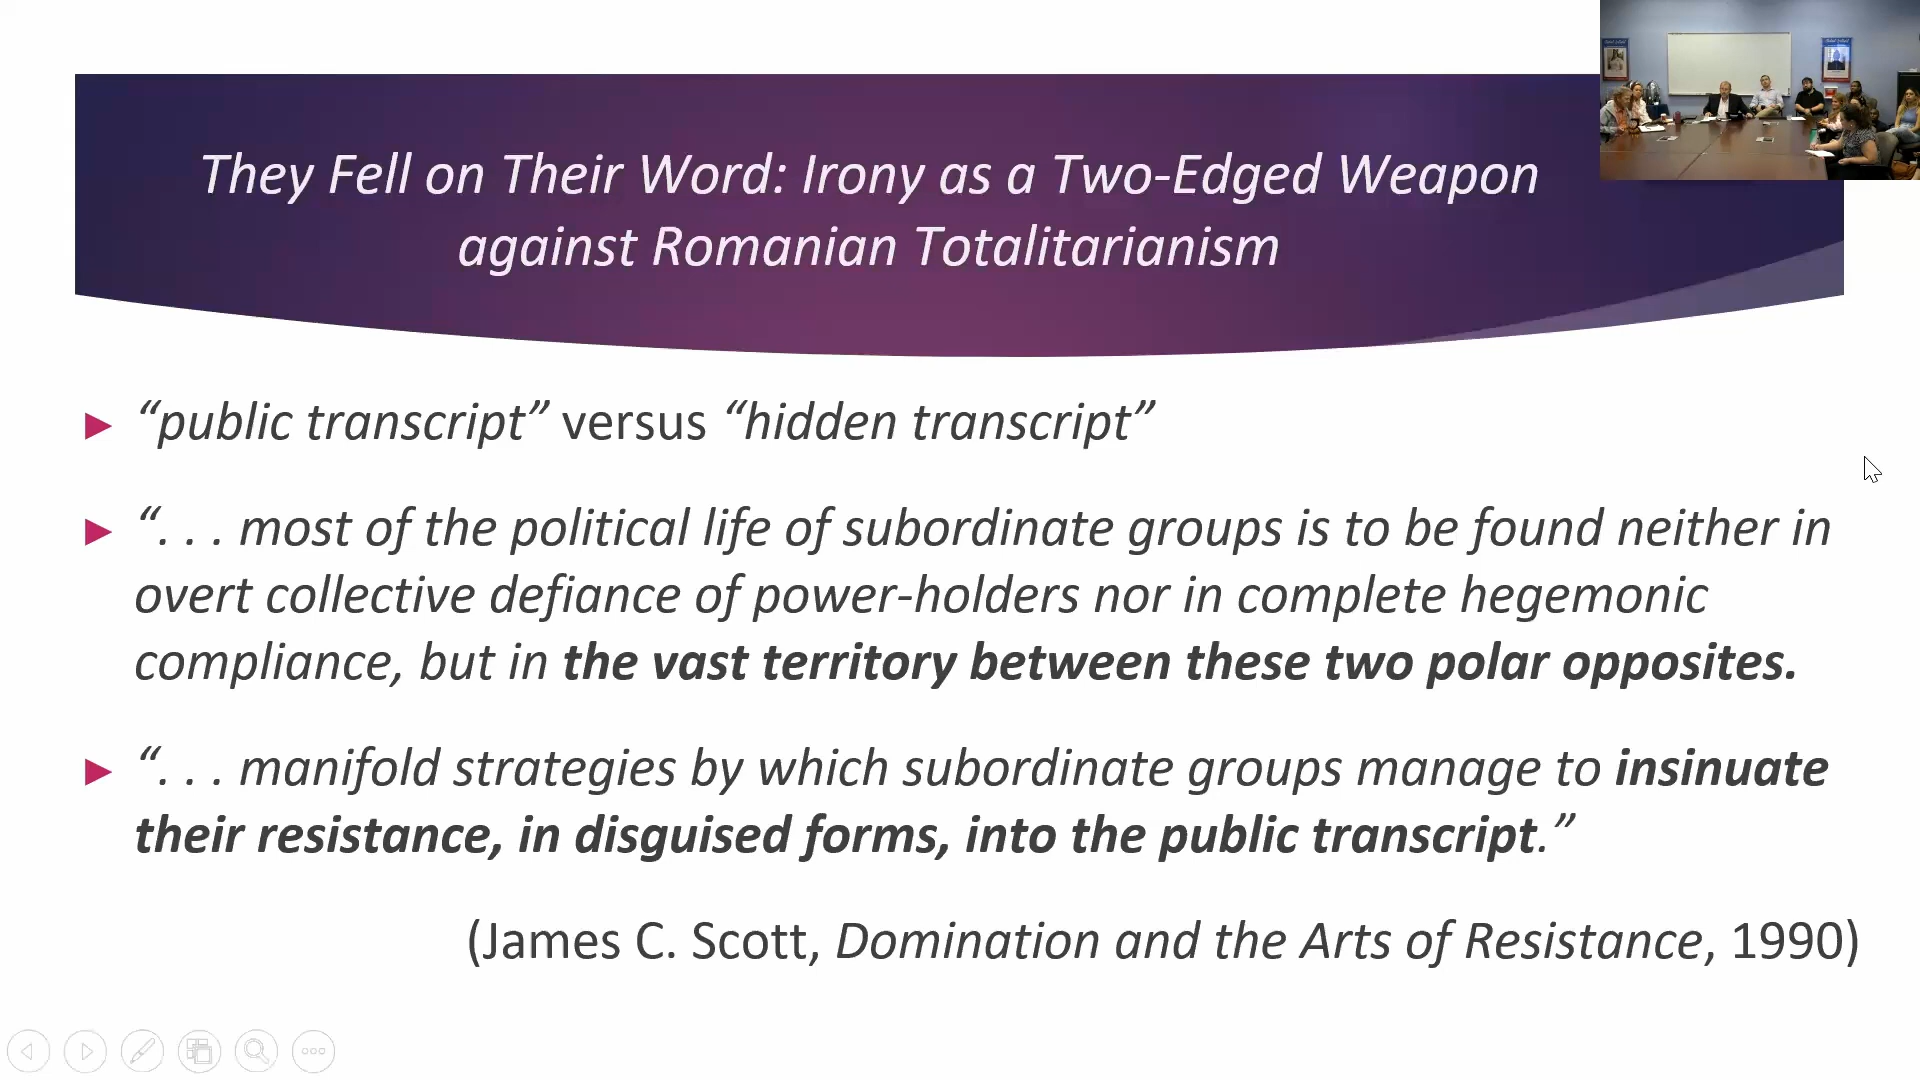 They Fell on Their Word: Irony as a Two-Edged Weapon
against Romanian Totalitarianism
“public transcript” versus “hidden transcript”
“. . . most of the political life of subordinate groups is to be found neither in
overt collective defiance of power-holders nor in complete hegemonic
compliance, but in the vast territory between these two polar opposites.
“. . . manifold strategies by which subordinate groups manage to insinuate
their resistance, in disguised forms, into the public transcript.”
(James C. Scott, Domination and the Arts of Resistance, 1990)